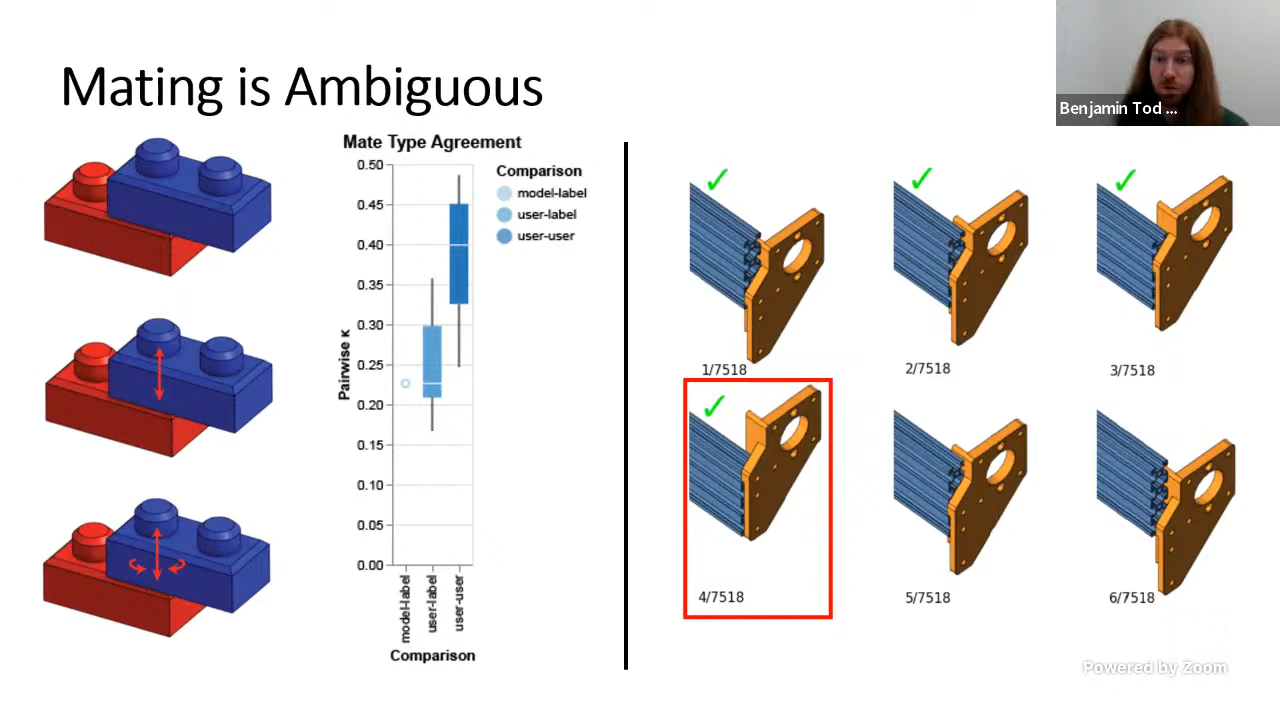 Mating is Ambiguous
Benjamin Tod ...
Mate Type Agreement
Pairwise κ
0.50
0.45
0.40
0.35
0.30
0.25
0.20
0.15
0.10
0.05
0.00
model-label
user-label
user-user
Comparison
Comparison
model-label
user-label
user-user
1/7518
2/7518
3/7518
4/7518
5/7518
6/7518
Powered by Zoom